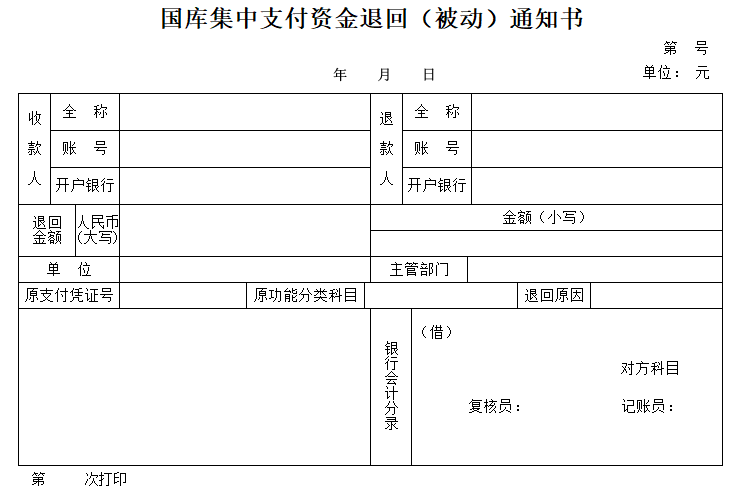 国库集中支付资金退回（被动）通知书
第 号
年 月 日 单位： 元
收款人 全 称 退款人 全 称
账 号 账 号
开户银行 开户银行
退回金额 人民币(大写) 金额（小写）
单 位 主管部门
原支付凭证号 原功能分类科目 退回原因
银行会计分录 （借）
对方科目
复核员： 记账员：
第 次打印